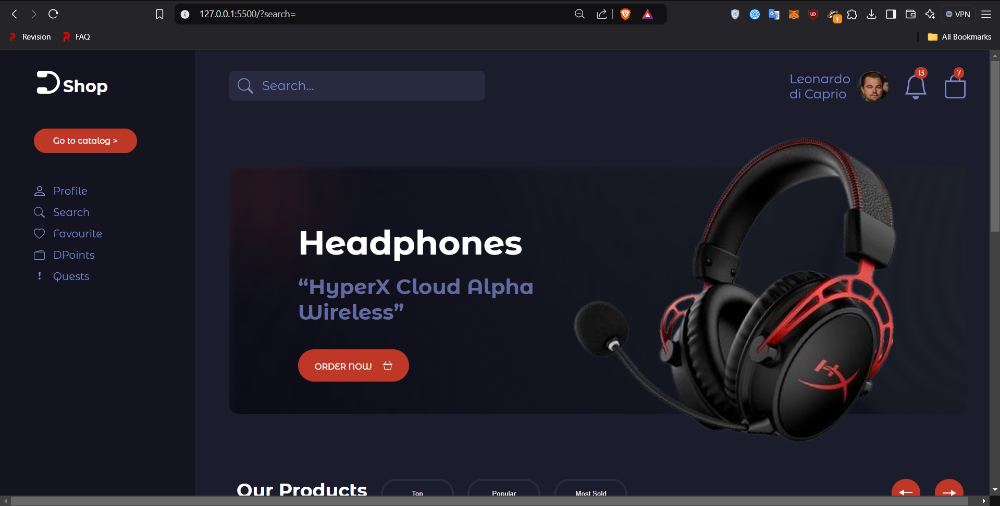 127.0.0.1:5500/?search=
VPN
1
Revision
FAQ
All Bookmarks
Shop
Search...
Leonardo
di Caprio
13
7
Go to catalog >
Profile
Search
Favourite
DPoints
Quests
Headphones
“HyperX Cloud Alpha
Wireless”
ORDER NOW
HX
Our Products
Top
Popular
Most Sold